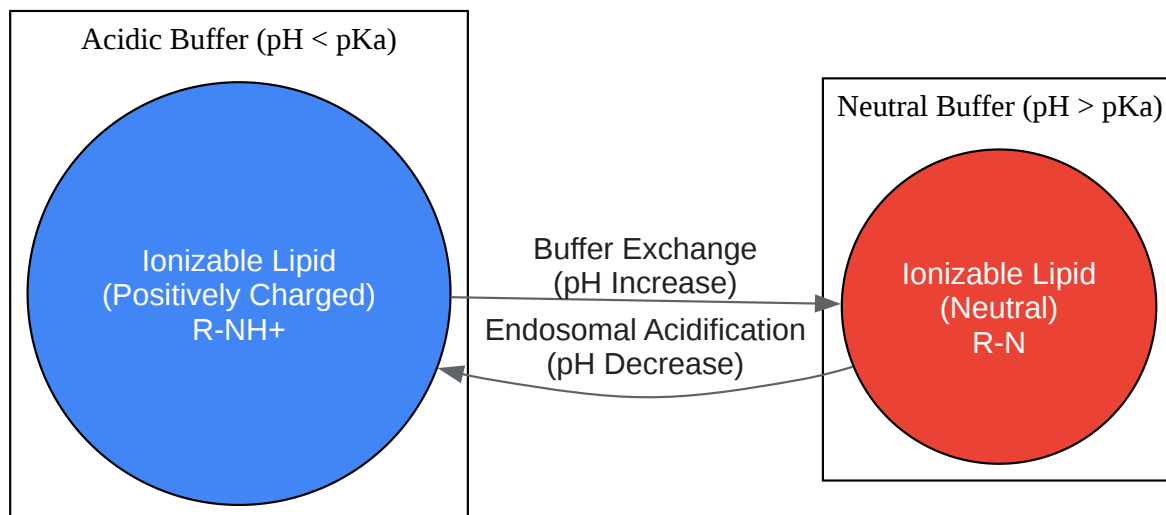 Acidic Buffer (pH < pKa)
Ionizable Lipid
(Positively Charged)
R-NH+
Buffer Exchange
(pH Increase)
Endosomal Acidification
(pH Decrease)
Neutral Buffer (pH > pKa)
Ionizable Lipid
(Neutral)
R-N